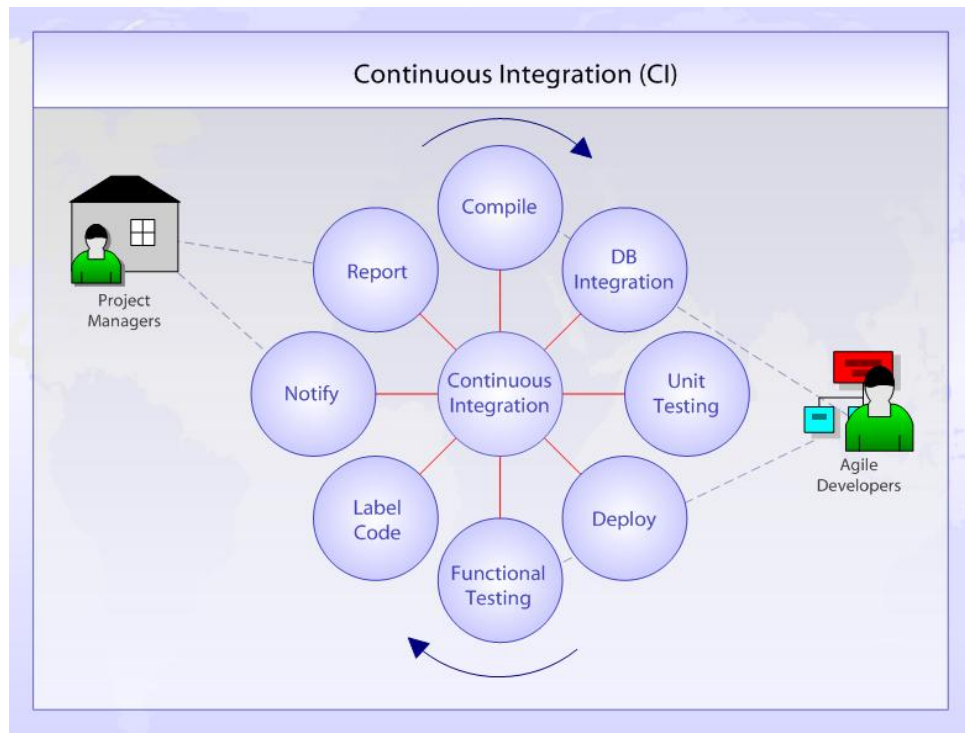 Continuous Integration (CI)
Compile
Report
DB
Integration
Project
Managers
Notify
Continuous
Integration
Unit
Testing
Agile
Developers
Label
Code
Deploy
Functional
Testing